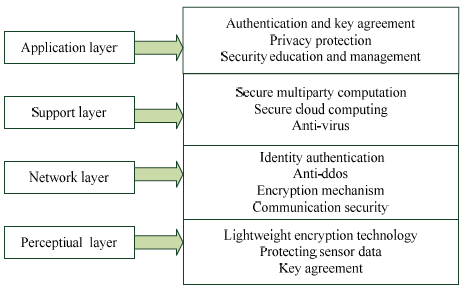 Application layer
Authentication and key agreement
Privacy protection
Security education and management
Support layer
Secure multiparty computation
Secure cloud computing
Anti-virus
Network layer
Identity authentication
Anti-ddos
Encryption mechanism
Communication security
Perceptiual layer
Lightweight encryption technology
Protecting sensor data
Key agreement